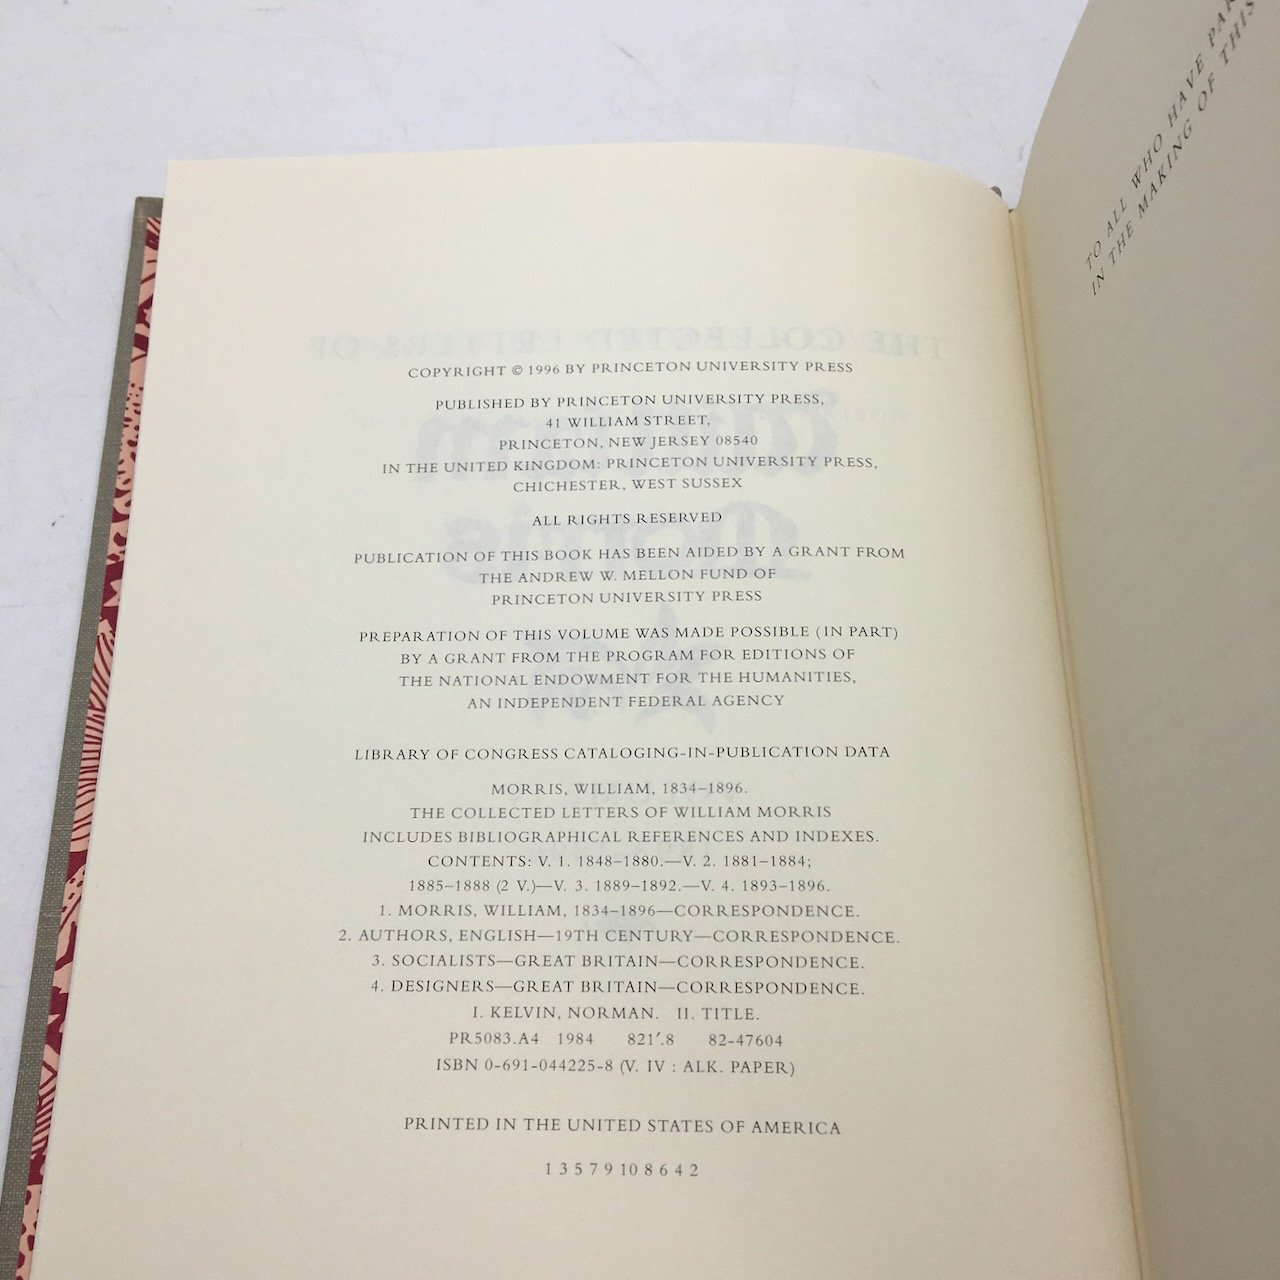 COPYRIGHT © 1996 BY PRINCETON UNIVERSITY PRESS
PUBLISHED BY PRINCETON UNIVERSITY PRESS,
41 WILLIAM STREET,
PRINCETON, NEW JERSEY 08540
IN THE UNITED KINGDOM: PRINCETON UNIVERSITY PRESS,
CHICHESTER, WEST SUSSEX
ALL RIGHTS RESERVED
PUBLICATION OF THIS BOOK HAS BEEN AIDED BY A GRANT FROM
THE ANDREW W. MELLON FUND OF
PRINCETON UNIVERSITY PRESS
PREPARATION OF THIS VOLUME WAS MADE POSSIBLE (IN PART)
BY A GRANT FROM THE PROGRAM FOR EDITIONS OF
THE NATIONAL ENDOWMENT FOR THE HUMANITIES,
AN INDEPENDENT FEDERAL AGENCY
LIBRARY OF CONGRESS CATALOGING-IN-PUBLICATION DATA
MORRIS, WILLIAM, 1834–1896.
THE COLLECTED LETTERS OF WILLIAM MORRIS
INCLUDES BIBLIOGRAPHICAL REFERENCES AND INDEXES.
CONTENTS: V. 1. 1848–1880.—V. 2. 1881–1884;
1885–1888 (2 V.)—V. 3. 1889–1892.—V. 4. 1893–1896.
1. MORRIS, WILLIAM, 1834–1896—CORRESPONDENCE.
2. AUTHORS, ENGLISH—19TH CENTURY—CORRESPONDENCE.
3. SOCIALISTS—GREAT BRITAIN—CORRESPONDENCE.
4. DESIGNERS—GREAT BRITAIN—CORRESPONDENCE.
I. KELVIN, NORMAN. II. TITLE.
PR5083.A4 1984 821′.8 82-47604
ISBN 0-691-044225-8 (V. IV : ALK. PAPER)
PRINTED IN THE UNITED STATES OF AMERICA
1 3 5 7 9 10 8 6 4 2
TO ALL WHO HAVE
IN THE MAKING OF THIS